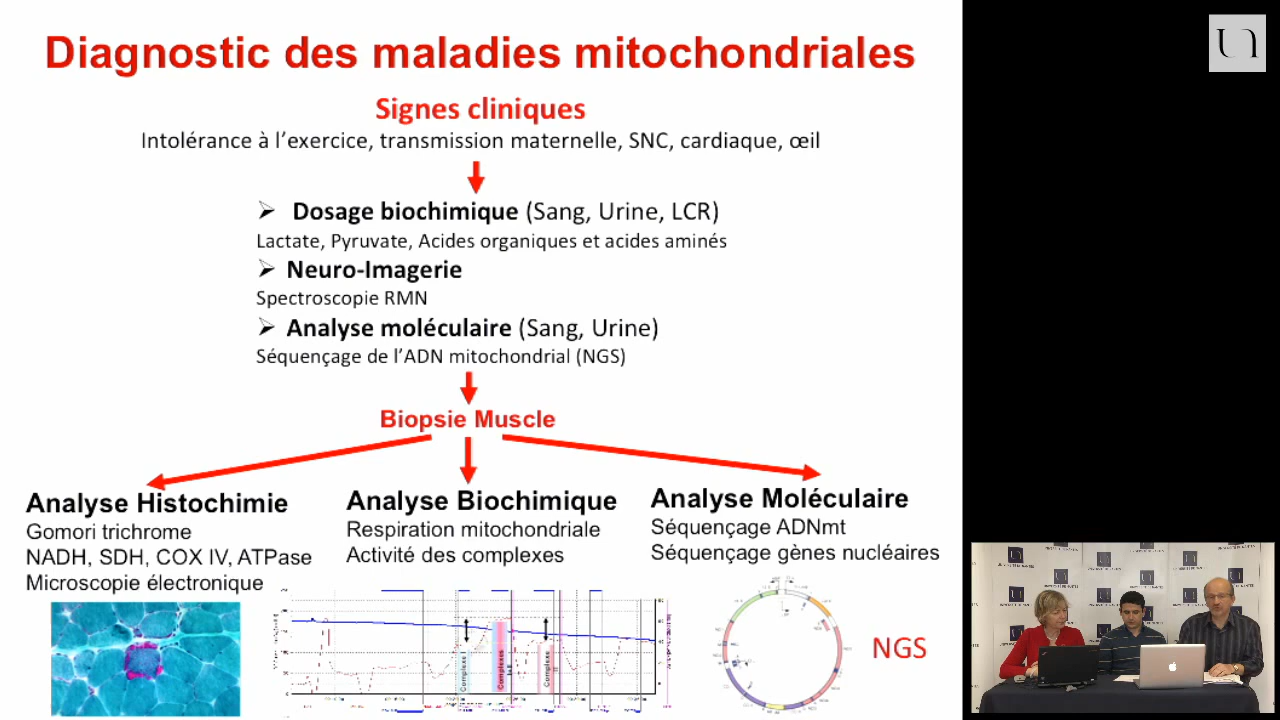 Diagnostic des maladies mitochondriales
Signes cliniques
Intolérance à l'exercice, transmission maternelle, SNC, cardiaque, œil
➢ Dosage biochimique (Sang, Urine, LCR)
Lactate, Pyruvate, Acides organiques et acides aminés
➢ Neuro-Imagerie
Spectroscopie RMN
➢ Analyse moléculaire (Sang, Urine)
Séquençage de l'ADN mitochondrial (NGS)
Biopsie Muscle
Analyse Histochimie
Gomori trichrome
NADH, SDH, COX IV, ATPase
Microscopie électronique
Analyse Biochimique
Respiration mitochondriale
Activité des complexes
Complexe I
Complexes
Complexe
Analyse Moléculaire
Séquençage ADNmt
Séquençage gènes nucléaires
NGS